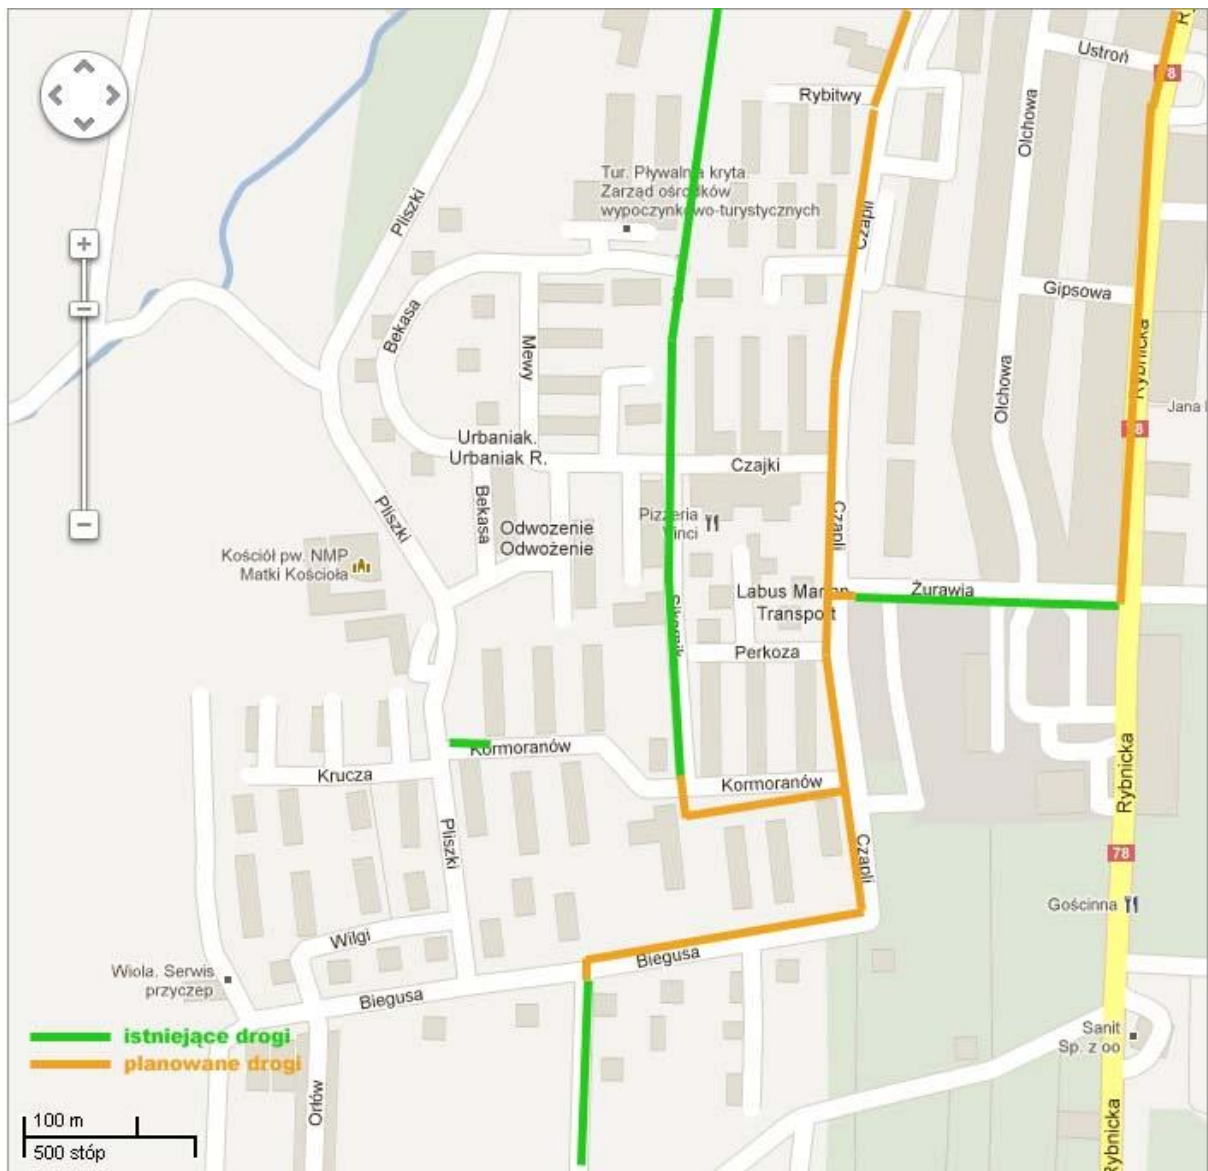 Ustroń
Rybitwy
Olchowa
Tur. Pływalnia kryta
Zarząd ośrodków
wypoczynkowo-turystycznych
Pliszki
Czapli
Gipsowa
Bekasa
Mewy
Rybnicka
Olchowa
Jana
Urbaniak.
Urbaniak R.
Czajki
Bekasa
Pliszki
Odwozenie
Odwożenie
Pizzeria
Vinci
Czapli
Kościół pw. NMP
Matki Kościoła
Labus Marian
Transport
Żurawia
Perkoza
Kormoranów
Krucza
Kormoranów
Rybnicka
Pliszki
Czapli
78
Gościnna
Wilgi
Biegusa
Wiola. Serwis
przyczep
Biegusa
istniejące drogi
planowane drogi
Sanit
Sp. z oo
Orłów
Rybnicka
100 m
500 stóp